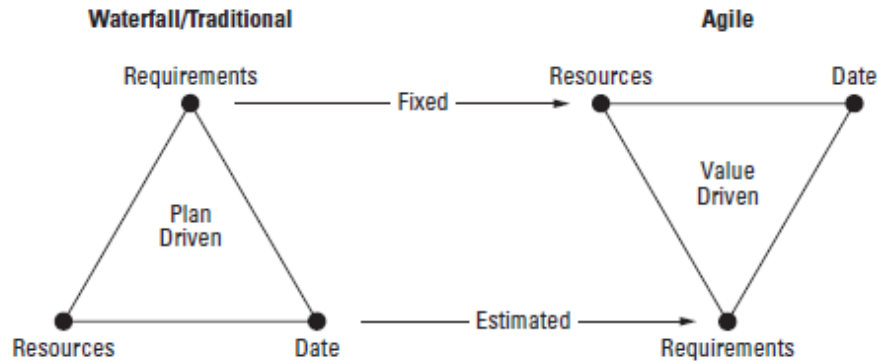 Waterfall/Traditional
Agile
Requirements
Resources
Date
Fixed
Plan
Driven
Value
Driven
Estimated
Resources
Date
Requirements